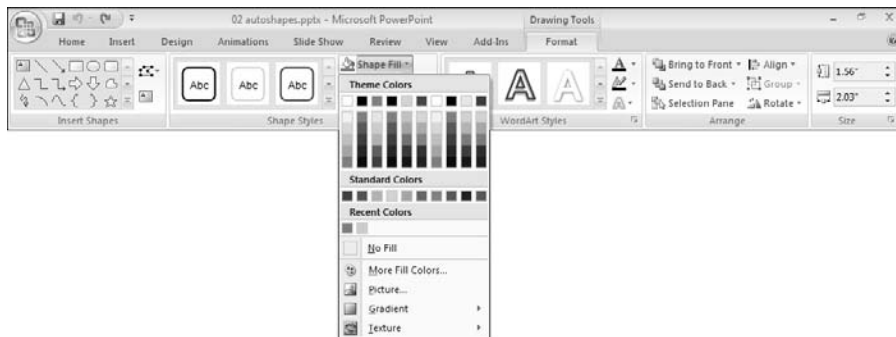 02 autoshapes.pptx - Microsoft PowerPoint Drawing Tools
Home Insert Design Animations Slide Show Review View Add-Ins Format
Shape Fill
Abc Abc Abc
Theme Colors
Standard Colors
Recent Colors
No Fill
More Fill Colors...
Picture...
Gradient
Texture
A A A
A
A
Bring to Front Align
Send to Back Group
Selection Pane Rotate
1.56"
2.03"
Insert Shapes Shape Styles WordArt Styles Arrange Size